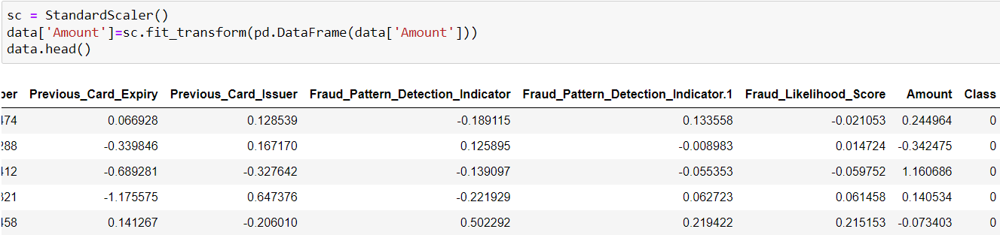 sc = StandardScaler()
data['Amount']=sc.fit_transform(pd.DataFrame(data['Amount']))
data.head()
Previous_Card_Expiry Previous_Card_Issuer Fraud_Pattern_Detection_Indicator Fraud_Pattern_Detection_Indicator.1 Fraud_Likelihood_Score Amount Class
474 0.066928 0.128539 -0.189115 0.133558 -0.021053 0.244964 0
288 -0.339846 0.167170 0.125895 -0.008983 0.014724 -0.342475 0
412 -0.689281 -0.327642 -0.139097 -0.055353 -0.059752 1.160686 0
321 -1.175575 0.647376 -0.221929 0.062723 0.061458 0.140534 0
458 0.141267 -0.206010 0.502292 0.219422 0.215153 -0.073403 0